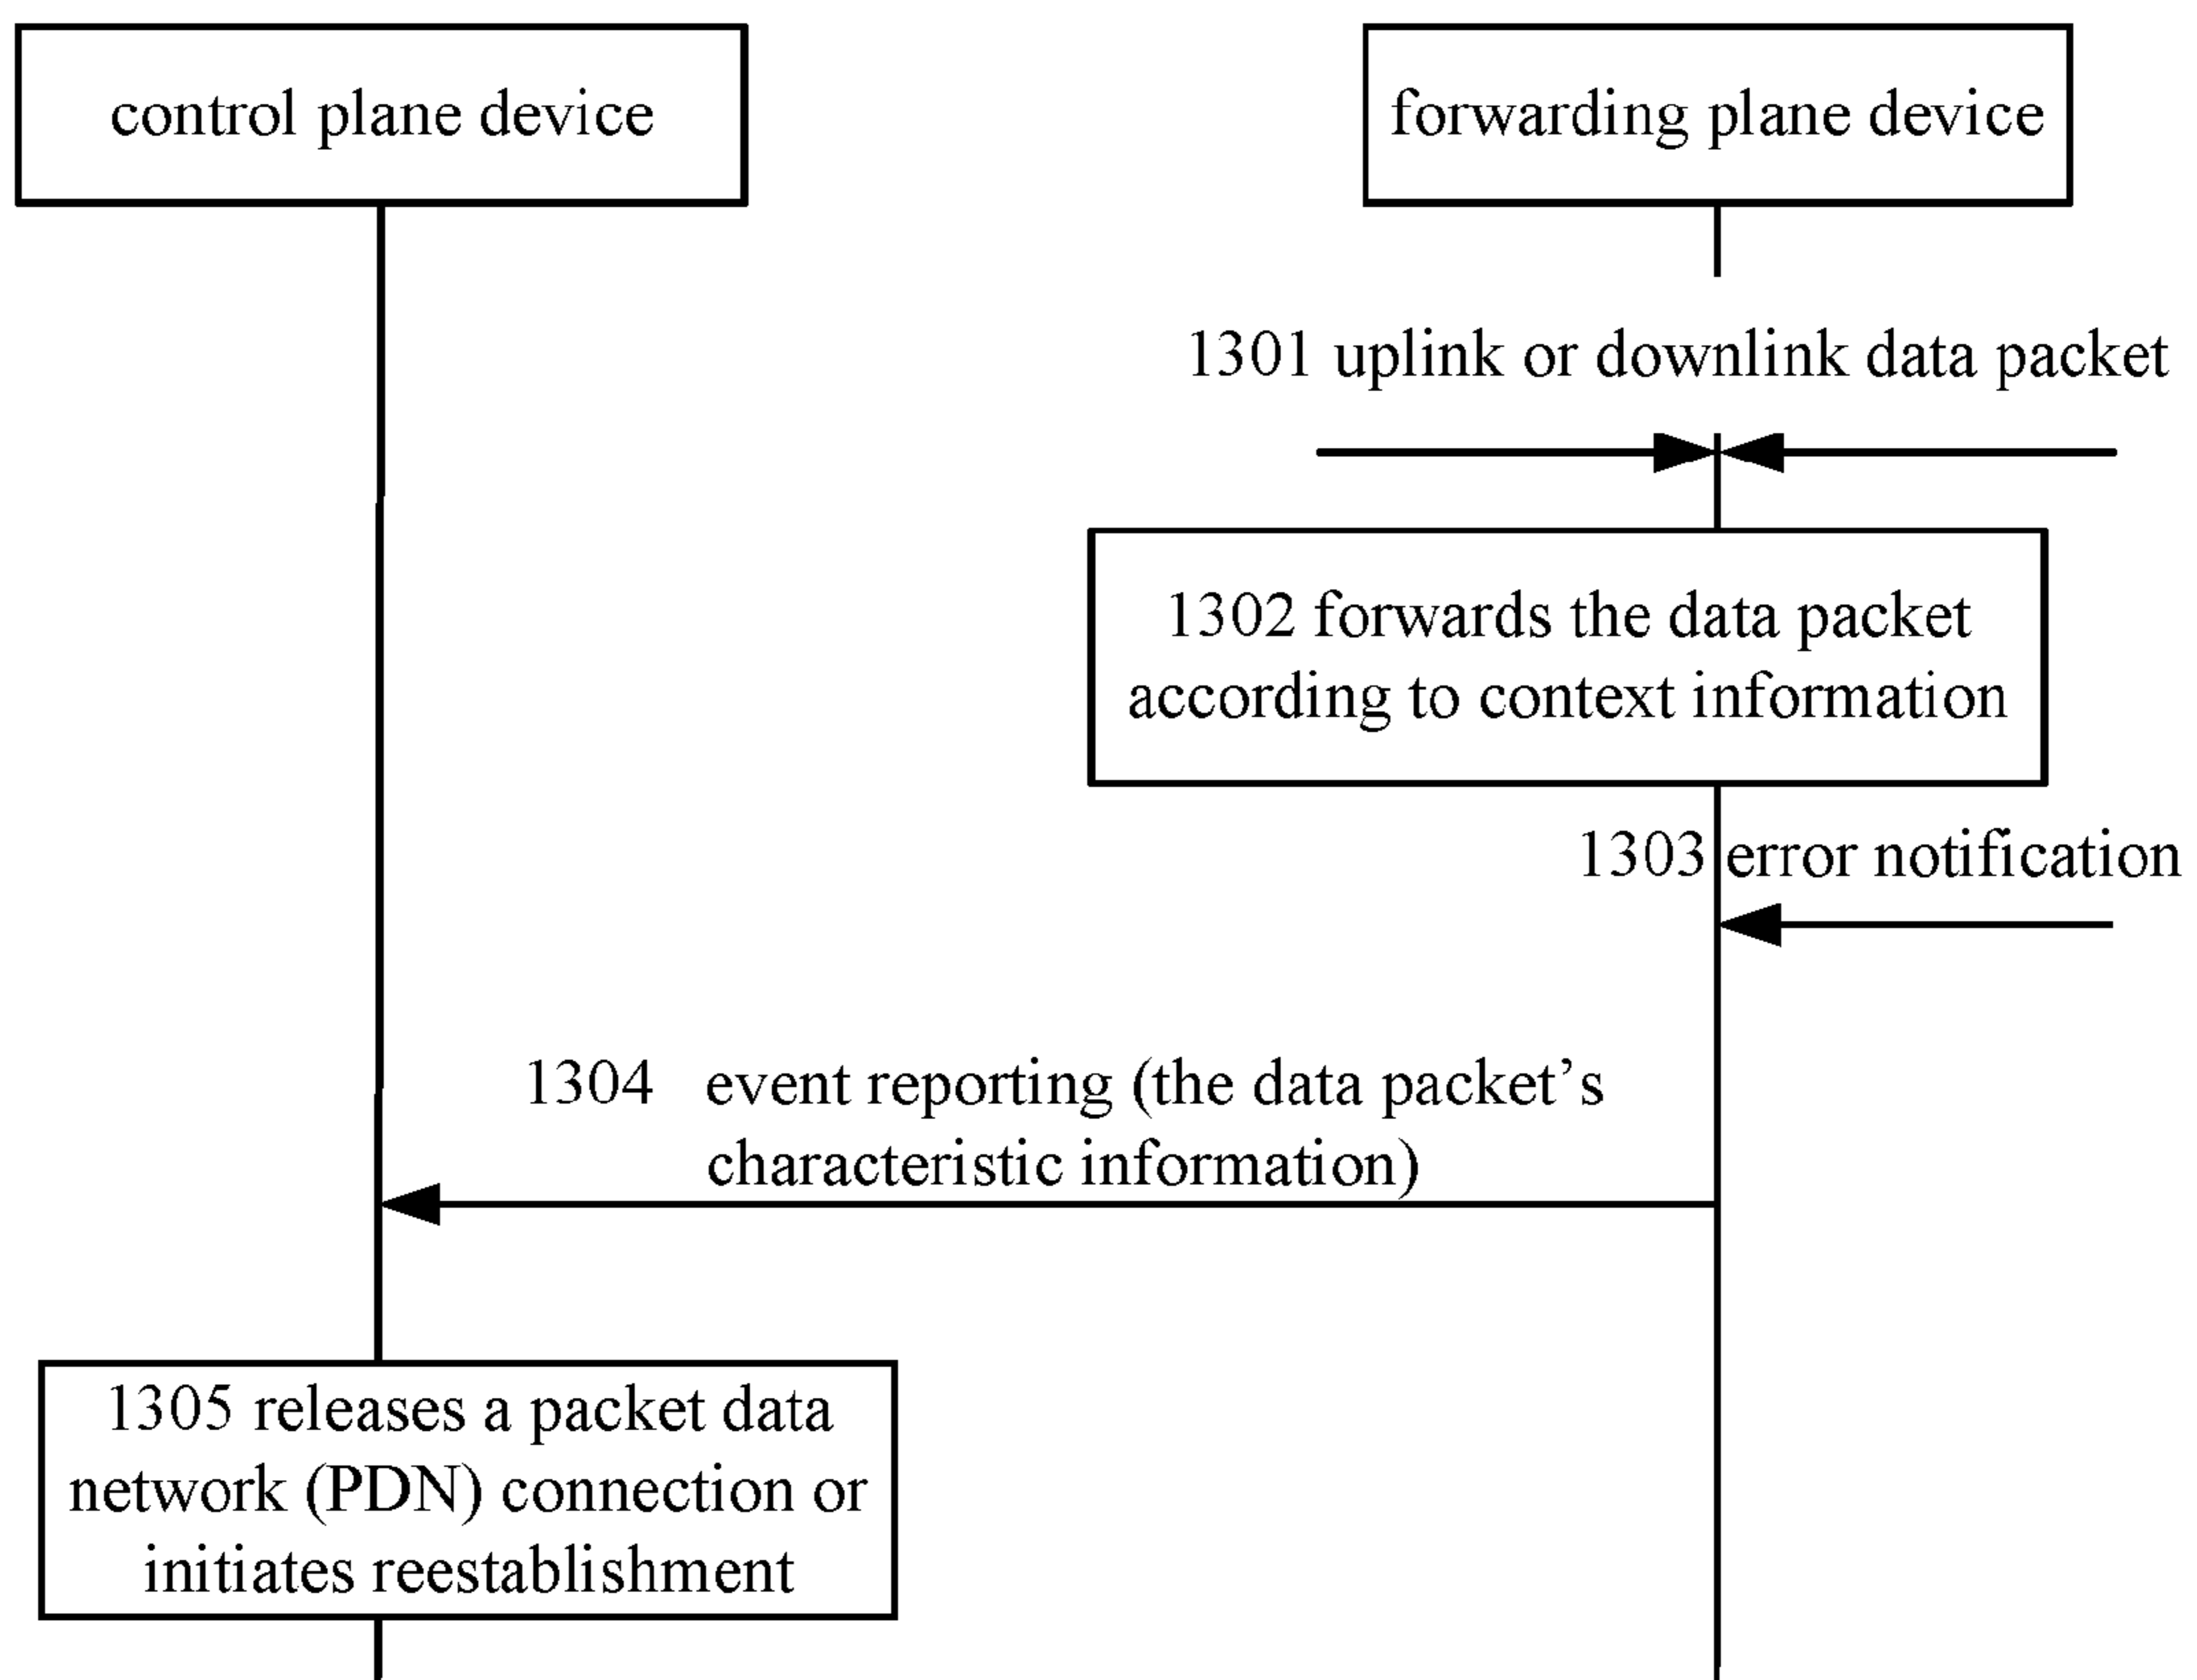 control plane device
forwarding plane device
1301 uplink or downlink data packet
1302 forwards the data packet
according to context information
1303 error notification
1304 event reporting (the data packet’s
characteristic information)
1305 releases a packet data
network (PDN) connection or
initiates reestablishment